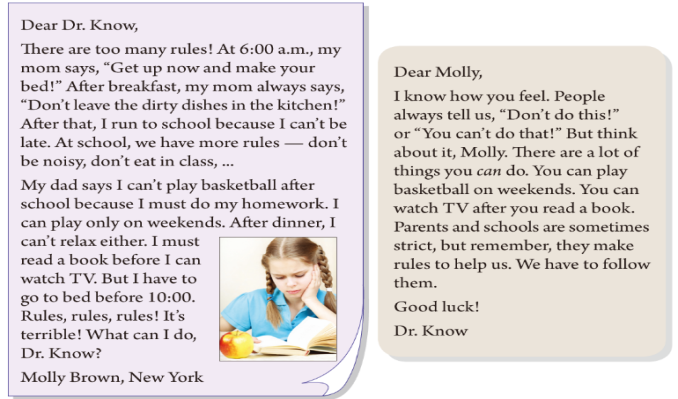 Dear Dr. Know,
There are too many rules! At 6:00 a.m., my
mom says, “Get up now and make your
bed!” After breakfast, my mom always says,
“Don’t leave the dirty dishes in the kitchen!”
After that, I run to school because I can’t be
late. At school, we have more rules — don’t
be noisy, don’t eat in class, ...
My dad says I can’t play basketball after
school because I must do my homework. I
can play only on weekends. After dinner, I
can’t relax either. I must
read a book before I can
watch TV. But I have to
go to bed before 10:00.
Rules, rules, rules! It’s
terrible! What can I do,
Dr. Know?
Molly Brown, New York
Dear Molly,
I know how you feel. People
always tell us, “Don’t do this!”
or “You can’t do that!” But think
about it, Molly. There are a lot of
things you can do. You can play
basketball on weekends. You can
watch TV after you read a book.
Parents and schools are sometimes
strict, but remember, they make
rules to help us. We have to follow
them.
Good luck!
Dr. Know